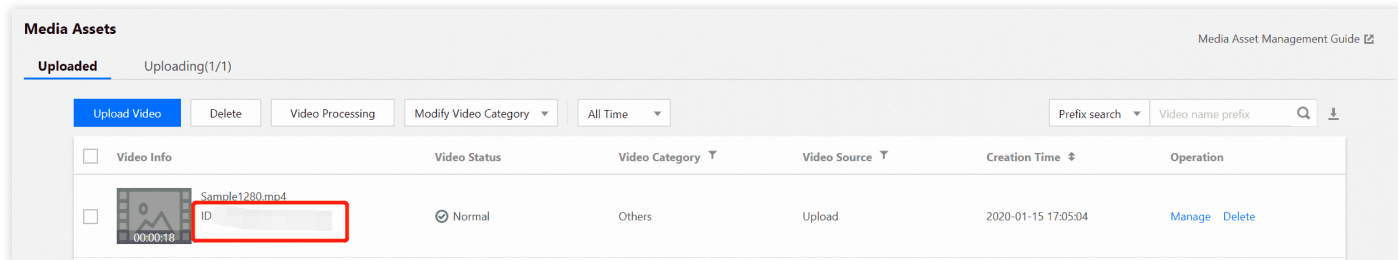 Media Assets
Media Asset Management Guide
Uploaded Uploading(1/1)
Upload Video Delete Video Processing Modify Video Category All Time Prefix search Video name prefix
Video Info Video Status Video Category Video Source Creation Time Operation
Sample1280.mp4
ID Normal Others Upload 2020-01-15 17:05:04 Manage Delete
00:00:18